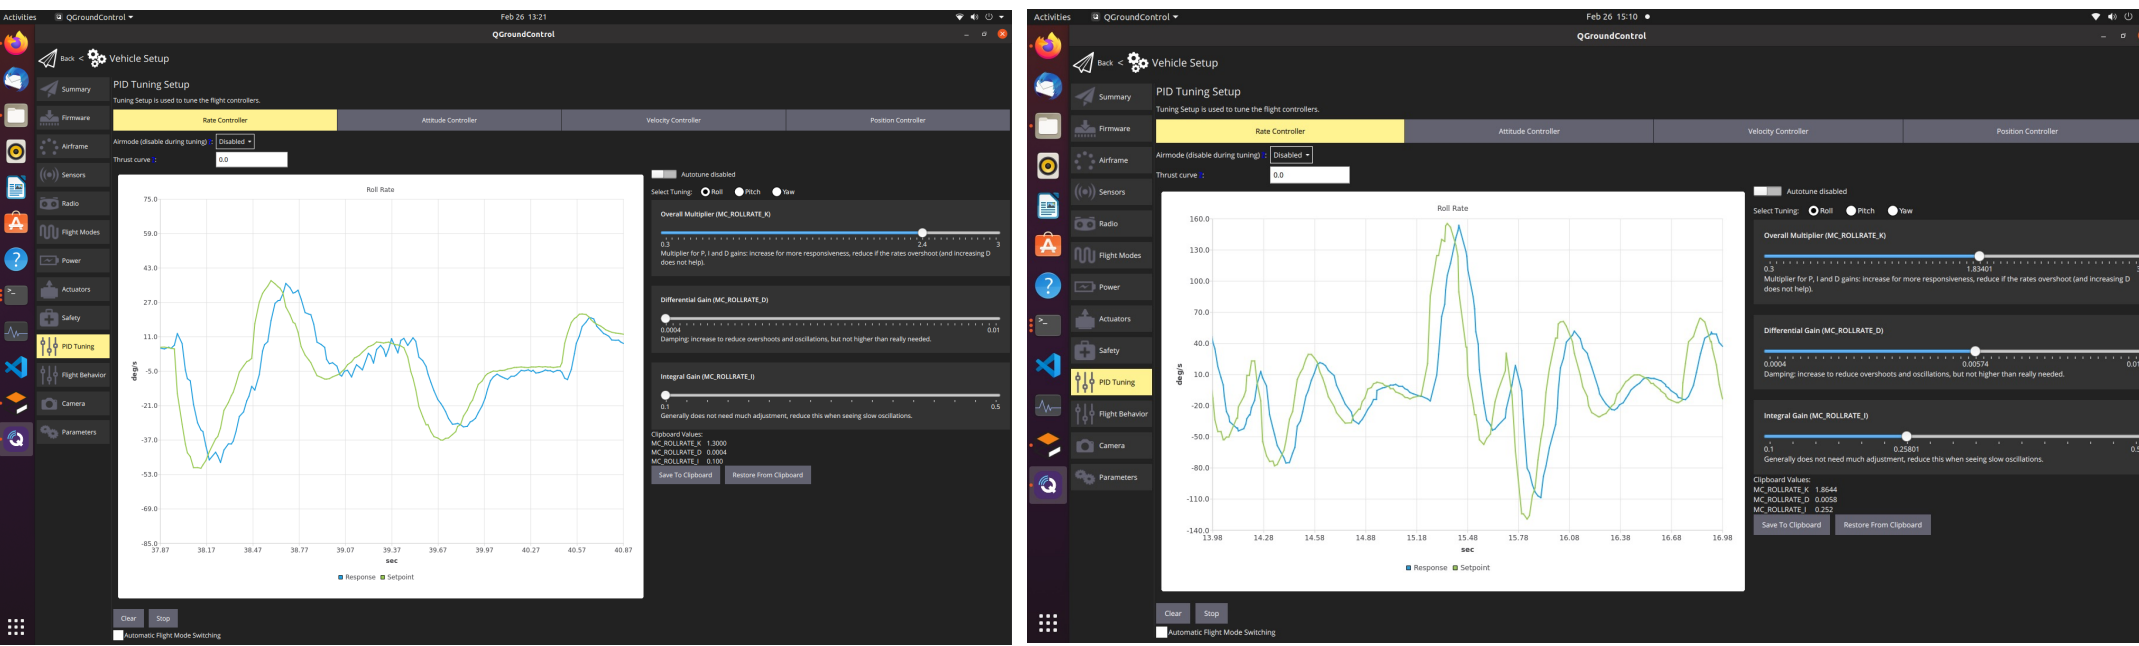 Activities QGroundControl Feb 26 13:21
QGroundControl
Back < Vehicle Setup
Summary
Firmware
Airframe
Sensors
Radio
Flight Modes
Power
Actuators
Safety
PID Tuning
Flight Behavior
Camera
Parameters
PID Tuning Setup
Tuning Setup is used to tune the flight controllers.
Rate Controller Attitude Controller Velocity Controller Position Controller
Airmode (disable during tuning) : Disabled
Thrust curve : 0.0
Roll Rate
75.0
59.0
43.0
27.0
11.0
-5.0
-21.0
-37.0
-53.0
-69.0
-85.0
deg/s
37.87 38.17 38.47 38.77 39.07 39.37 39.67 39.97 40.27 40.57 40.87
sec
Response Setpoint
Autotune disabled
Select Tuning: Roll Pitch Yaw
Overall Multiplier (MC_ROLLRATE_K)
0.3 2.4 3
Multiplier for P, I and D gains: increase for more responsiveness, reduce if the rates overshoot (and increasing D
does not help).
Differential Gain (MC_ROLLRATE_D)
0.0004 0.01
Damping: increase to reduce overshoots and oscillations, but not higher than really needed.
Integral Gain (MC_ROLLRATE_I)
0.1 0.5
Generally does not need much adjustment, reduce this when seeing slow oscillations.
Clipboard Values:
MC_ROLLRATE_K 1.3000
MC_ROLLRATE_D 0.0004
MC_ROLLRATE_I 0.100
Save To Clipboard Restore From Clipboard
Clear Stop
Automatic Flight Mode Switching
Activities QGroundControl Feb 26 15:10
QGroundControl
Back < Vehicle Setup
Summary
Firmware
Airframe
Sensors
Radio
Flight Modes
Power
Actuators
Safety
PID Tuning
Flight Behavior
Camera
Parameters
PID Tuning Setup
Tuning Setup is used to tune the flight controllers.
Rate Controller Attitude Controller Velocity Controller Position Controller
Airmode (disable during tuning) : Disabled
Thrust curve : 0.0
Roll Rate
160.0
130.0
100.0
70.0
40.0
10.0
-20.0
-50.0
-80.0
-110.0
-140.0
deg/s
13.98 14.28 14.58 14.88 15.18 15.48 15.78 16.08 16.38 16.68 16.98
sec
Response Setpoint
Autotune disabled
Select Tuning: Roll Pitch Yaw
Overall Multiplier (MC_ROLLRATE_K)
0.3 1.83401
Multiplier for P, I and D gains: increase for more responsiveness, reduce if the rates overshoot (and increasing D
does not help).
Differential Gain (MC_ROLLRATE_D)
0.0004 0.00574 0.01
Damping: increase to reduce overshoots and oscillations, but not higher than really needed.
Integral Gain (MC_ROLLRATE_I)
0.1 0.25801
Generally does not need much adjustment, reduce this when seeing slow oscillations.
Clipboard Values:
MC_ROLLRATE_K 1.8644
MC_ROLLRATE_D 0.0058
MC_ROLLRATE_I 0.252
Save To Clipboard Restore From Clipboard
Clear Stop
Automatic Flight Mode Switching